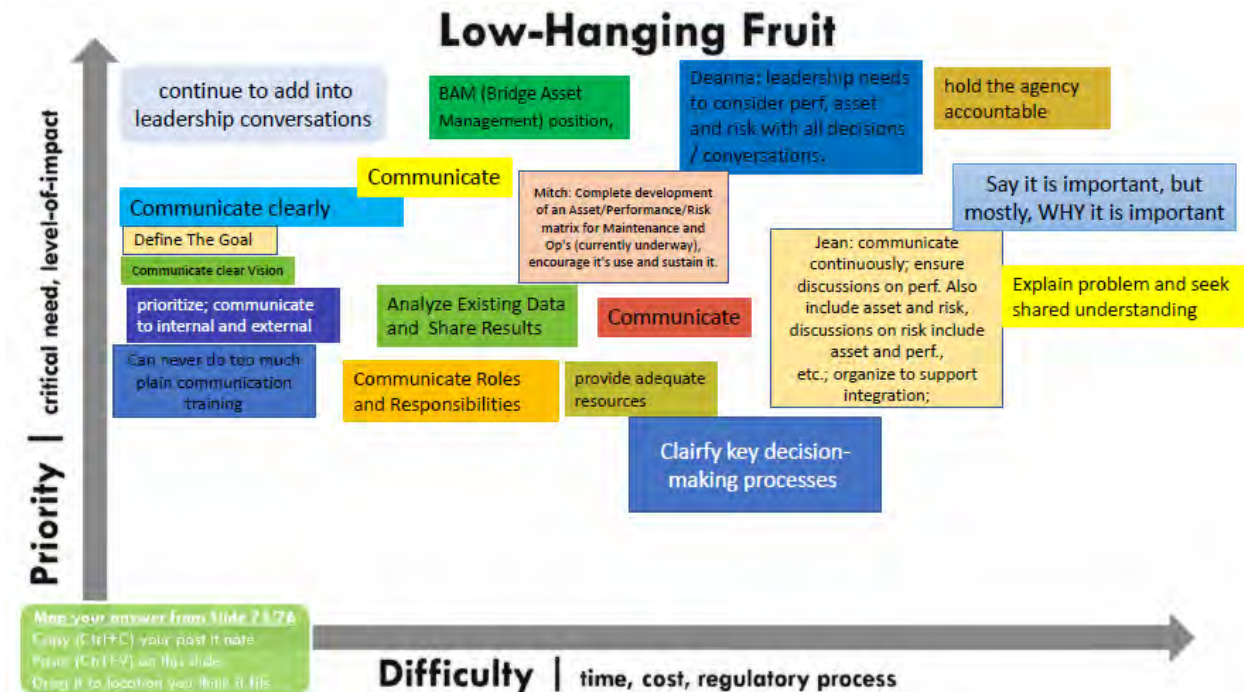 Low-Hanging Fruit
continue to add into
leadership conversations
BAM (Bridge Asset
Management) position,
Deanna: leadership needs
to consider perf, asset
and risk with all decisions
/ conversations.
hold the agency
accountable
Communicate
Communicate clearly
Mitch: Complete development
of an Asset/Performance/Risk
matrix for Maintenance and
Op's (currently underway),
encourage it's use and sustain it.
Say it is important, but
mostly, WHY it is important
Define The Goal
Communicate clear Vision
Jean: communicate
continuously; ensure
discussions on perf. Also
include asset and risk,
discussions on risk include
asset and perf.,
etc.; organize to support
integration;
Explain problem and seek
shared understanding
prioritize; communicate
to internal and external
Analyze Existing Data
and Share Results
Communicate
Can never do too much
plain communication
training
Communicate Roles
and Responsibilities
provide adequate
resources
Clairfy key decision-
making processes
Priority | critical need, level-of-impact
Map your answer from Slide 75/76
Copy (Ctrl+C) your post it note
Paste (Ctrl+V) on this slide
Drag it to location you think it fits
Difficulty | time, cost, regulatory process